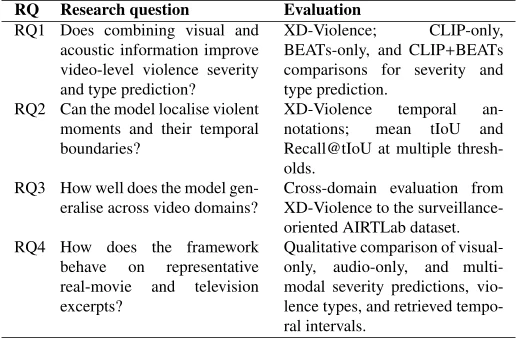 RQ Research question Evaluation
RQ1 Does combining visual and XD-Violence; CLIP-only,
acoustic information improve BEATs-only, and CLIP+BEATs
video-level violence severity comparisons for severity and
and type prediction? type prediction.
RQ2 Can the model localise violent XD-Violence temporal an-
moments and their temporal notations; mean tIoU and
boundaries? Recall@tIoU at multiple thresh-
olds.
RQ3 How well does the model gen- Cross-domain evaluation from
eralise across video domains? XD-Violence to the surveillance-
oriented AIRTLab dataset.
RQ4 How does the framework Qualitative comparison of visual-
behave on representative only, audio-only, and multi-
real-movie and television modal severity predictions, vio-
excerpts? lence types, and retrieved tempo-
ral intervals.